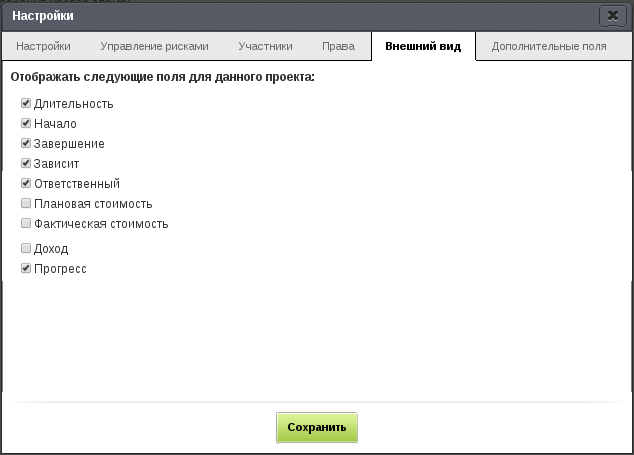 Настройки
Настройки Управление рисками Участники Права Внешний вид Дополнительные поля
Отображать следующие поля для данного проекта:
Длительность
Начало
Завершение
Зависит
Ответственный
Плановая стоимость
Фактическая стоимость
Доход
Прогресс
Сохранить